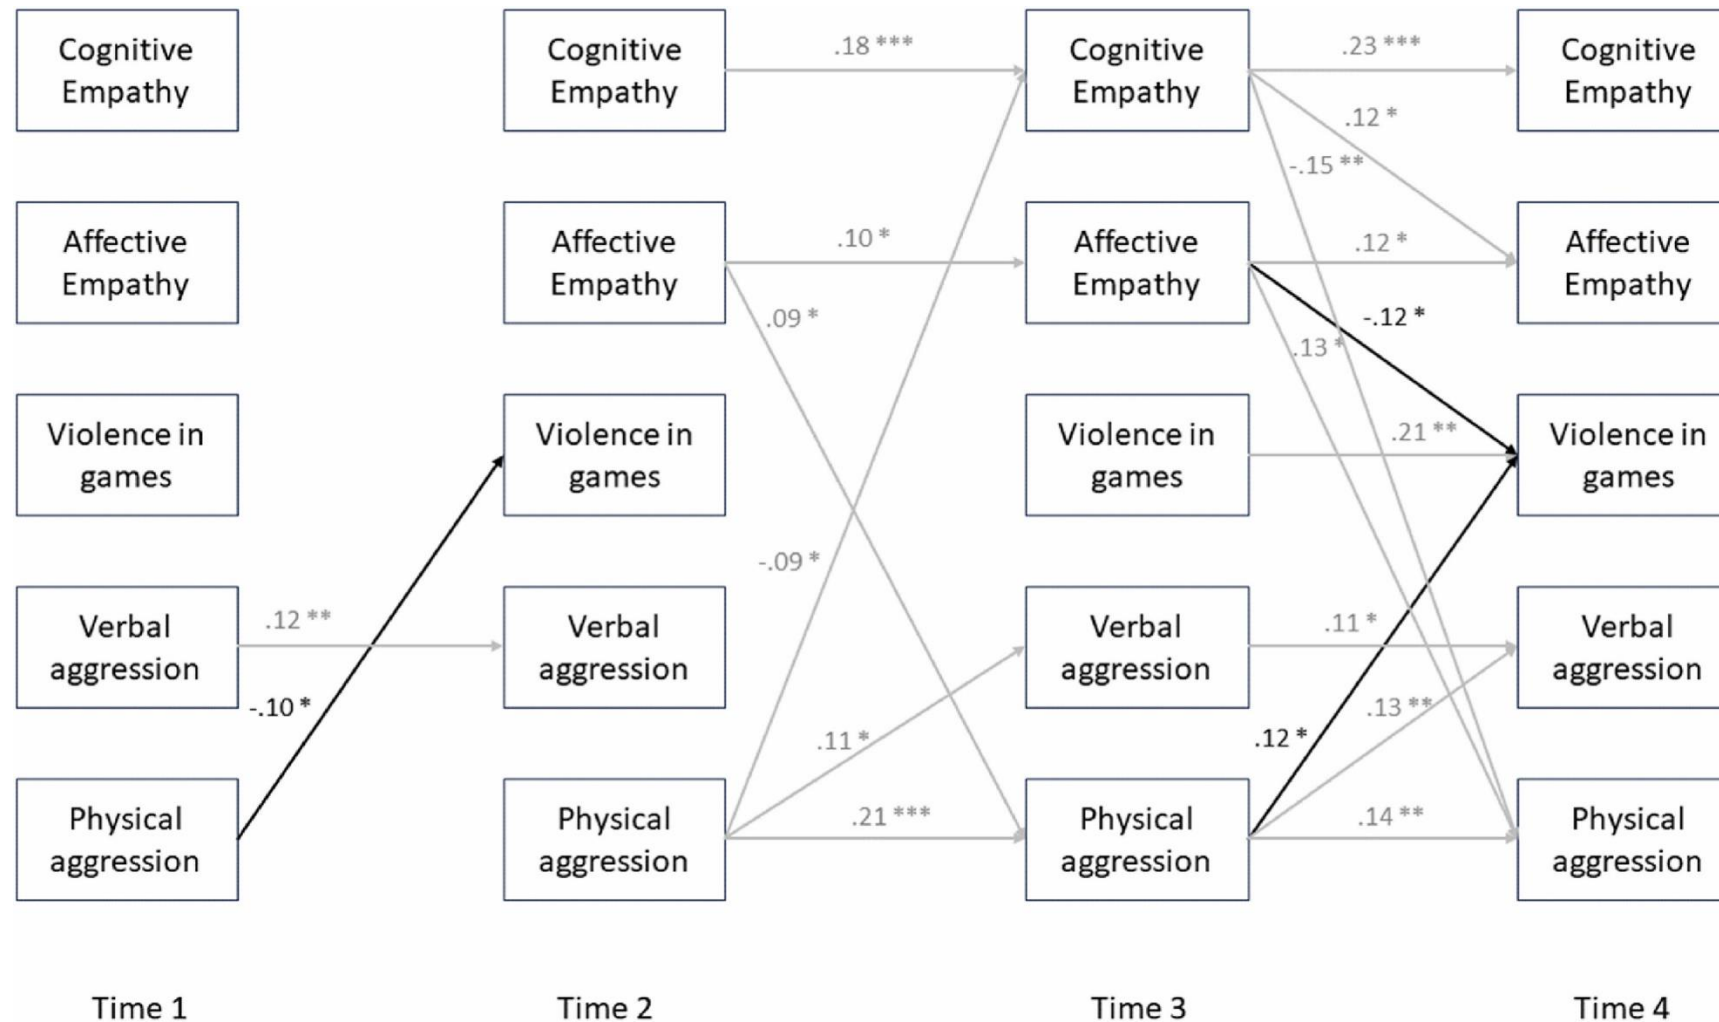 Cognitive
Empathy
Cognitive
Empathy
.18 ***
Cognitive
Empathy
.23 ***
Cognitive
Empathy
.12 *
-.15 **
Affective
Empathy
Affective
Empathy
.10 *
Affective
Empathy
.12 *
Affective
Empathy
.09 *
-.12 *
.13 *
Violence in
games
Violence in
games
Violence in
games
.21 **
Violence in
games
-.09 *
Verbal
aggression
.12 **
Verbal
aggression
Verbal
aggression
.11 *
Verbal
aggression
-.10 *
.11 *
.12 *
.13 **
Physical
aggression
Physical
aggression
.21 ***
Physical
aggression
.14 **
Physical
aggression
Time 1
Time 2
Time 3
Time 4